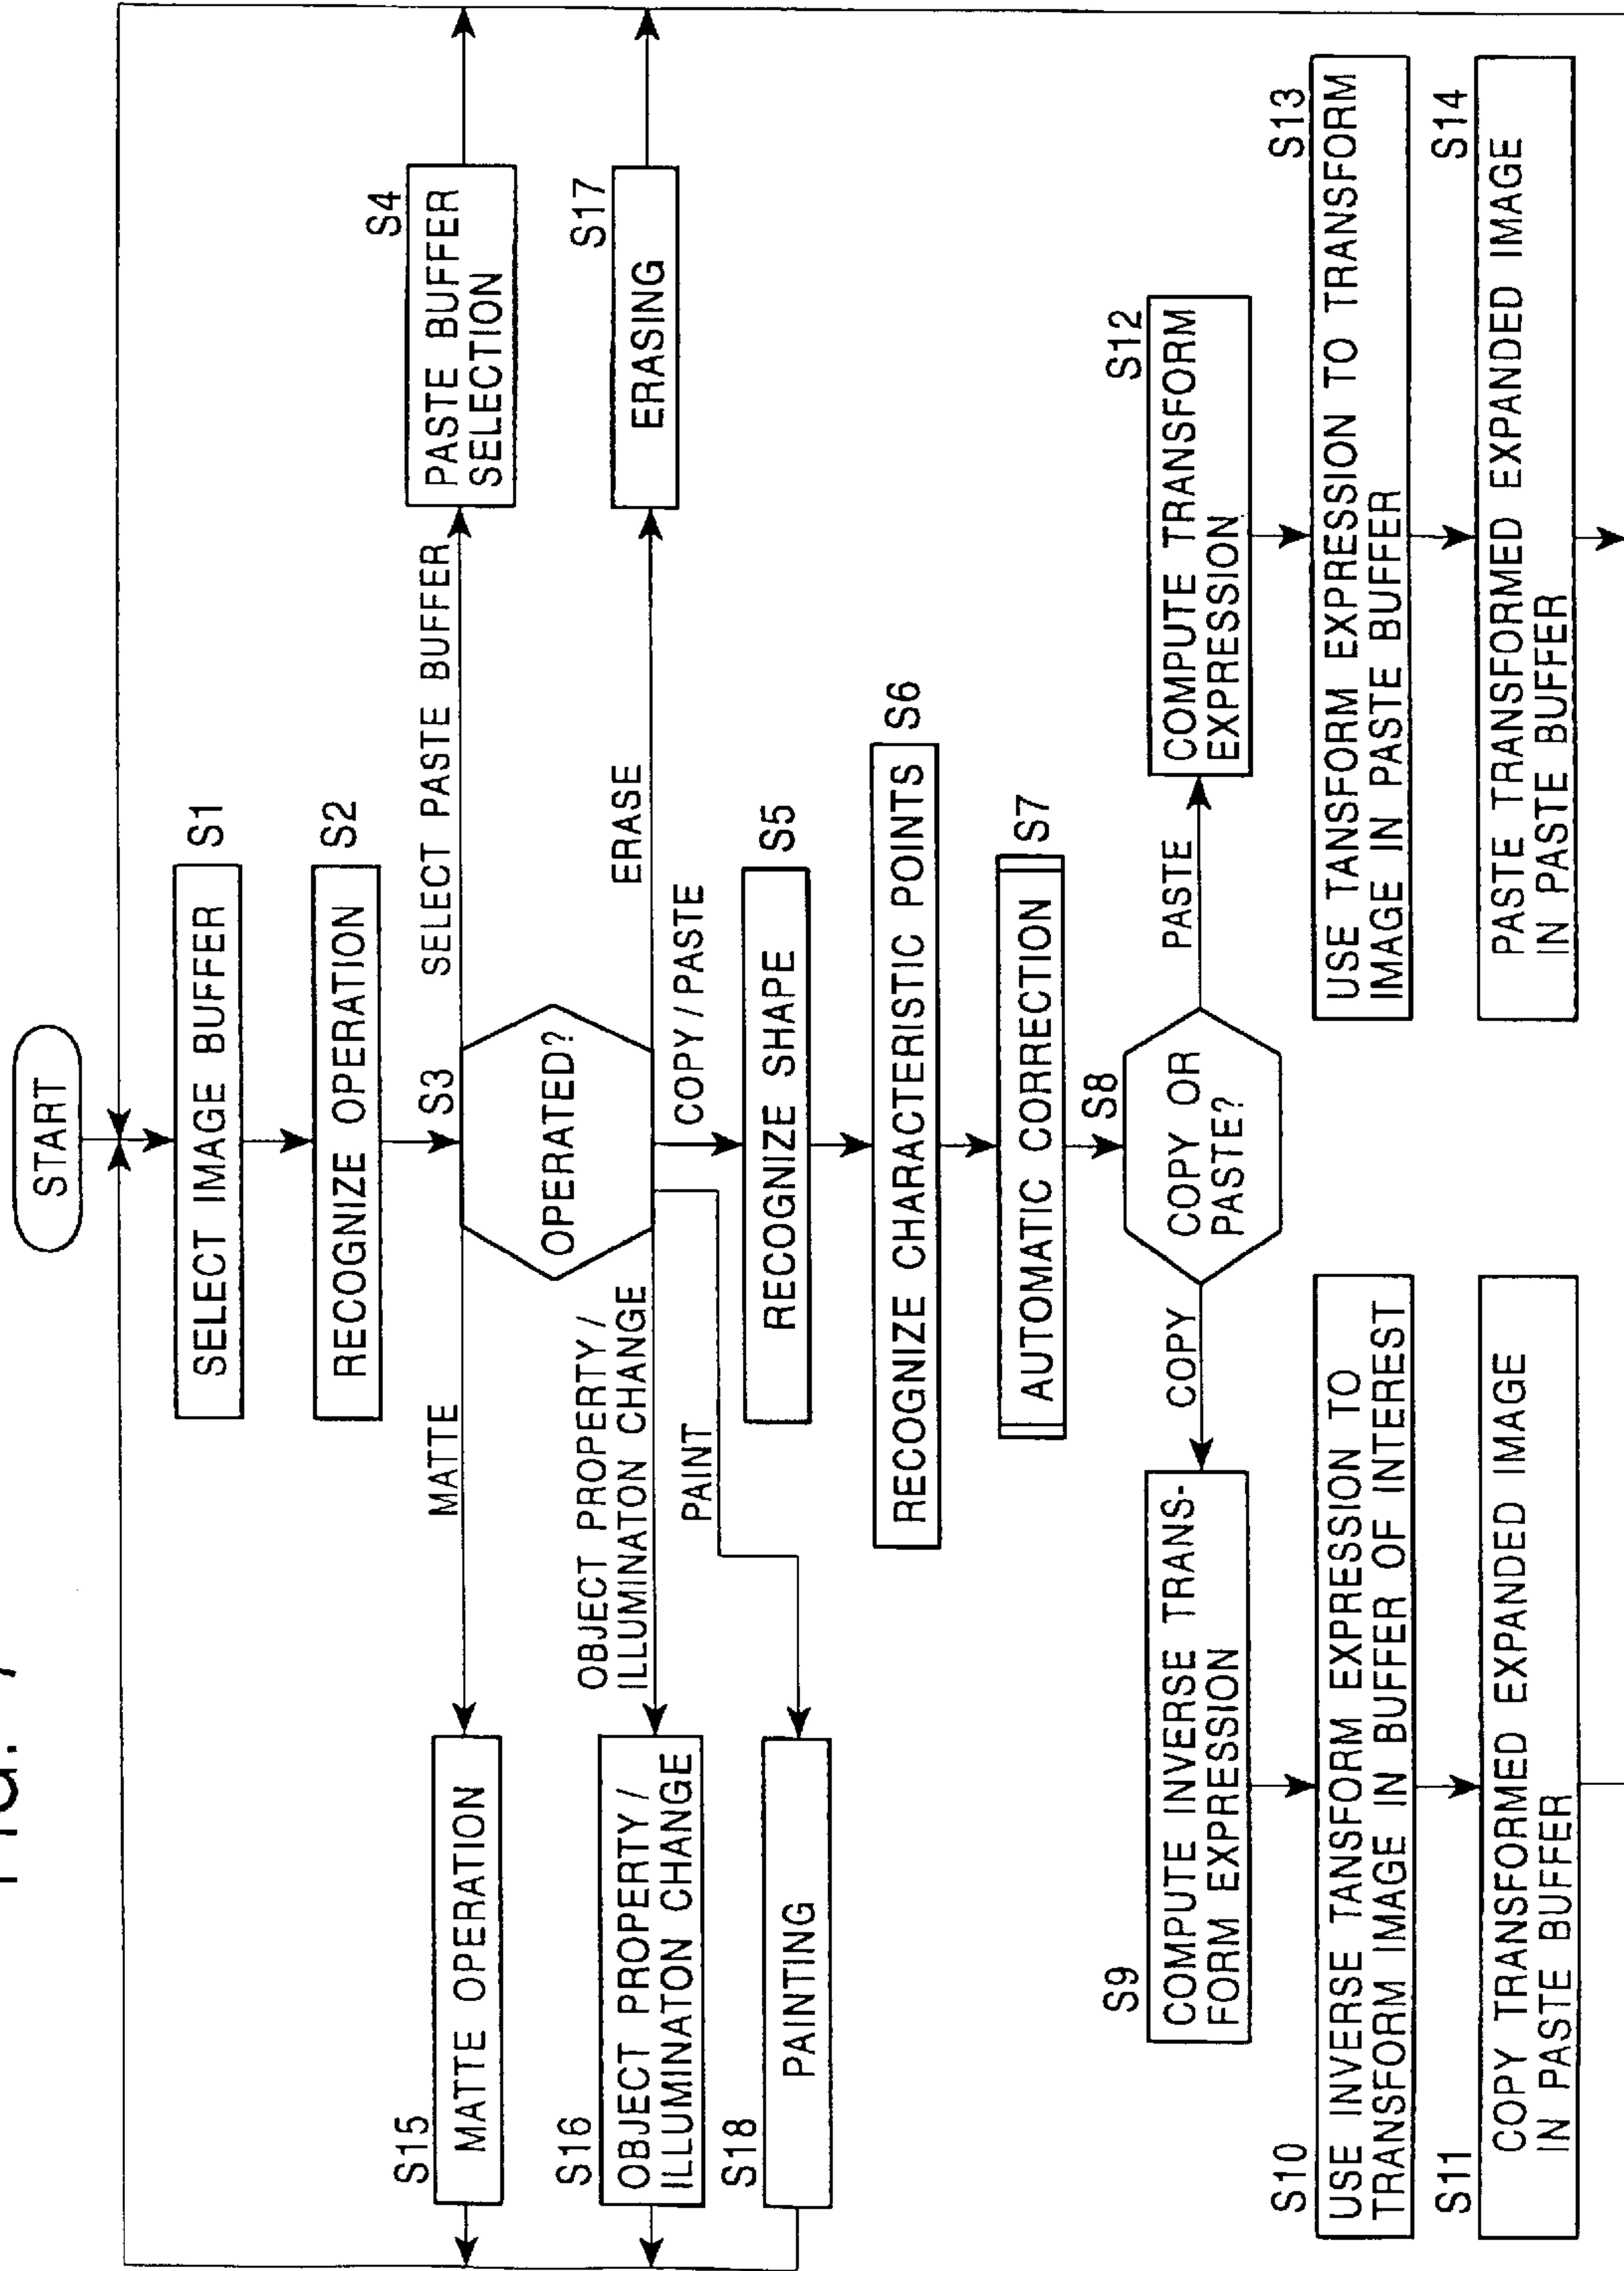 START
SELECT IMAGE BUFFER
S1
RECOGNIZE OPERATION
S2
S3
OPERATED?
MATTE
SELECT PASTE BUFFER
S15
MATTE OPERATION
S4
PASTE BUFFER
SELECTION
OBJECT PROPERTY /
ILLUMINATON CHANGE
ERASE
S16
OBJECT PROPERTY /
ILLUMINATON CHANGE
S17
ERASING
PAINT
COPY / PASTE
S18
PAINTING
RECOGNIZE SHAPE
S5
RECOGNIZE CHARACTERISTIC POINTS
S6
AUTOMATIC CORRECTION
S7
S8
COPY OR
PASTE?
COPY
PASTE
S9
COMPUTE INVERSE TRANS-
FORM EXPRESSION
S12
COMPUTE TRANSFORM
EXPRESSION
S10
USE INVERSE TANSFORM EXPRESSION TO
TRANSFORM IMAGE IN BUFFER OF INTEREST
S13
USE TANSFORM EXPRESSION TO TRANSFORM
IMAGE IN PASTE BUFFER
S11
COPY TRANSFORMED EXPANDED IMAGE
IN PASTE BUFFER
S14
PASTE TRANSFORMED EXPANDED IMAGE
IN PASTE BUFFER